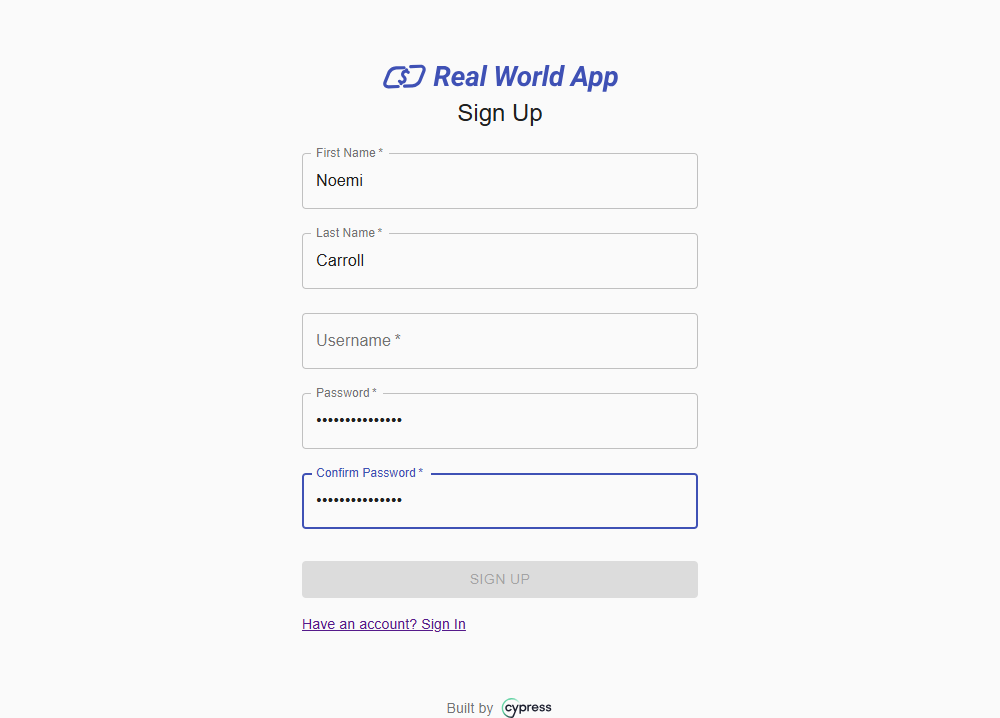 Real World App
Sign Up
First Name *
Noemi
Last Name *
Carroll
Username *
Password *
•••••••••••••••
Confirm Password *
•••••••••••••••
SIGN UP
Have an account? Sign In
Built by cypress